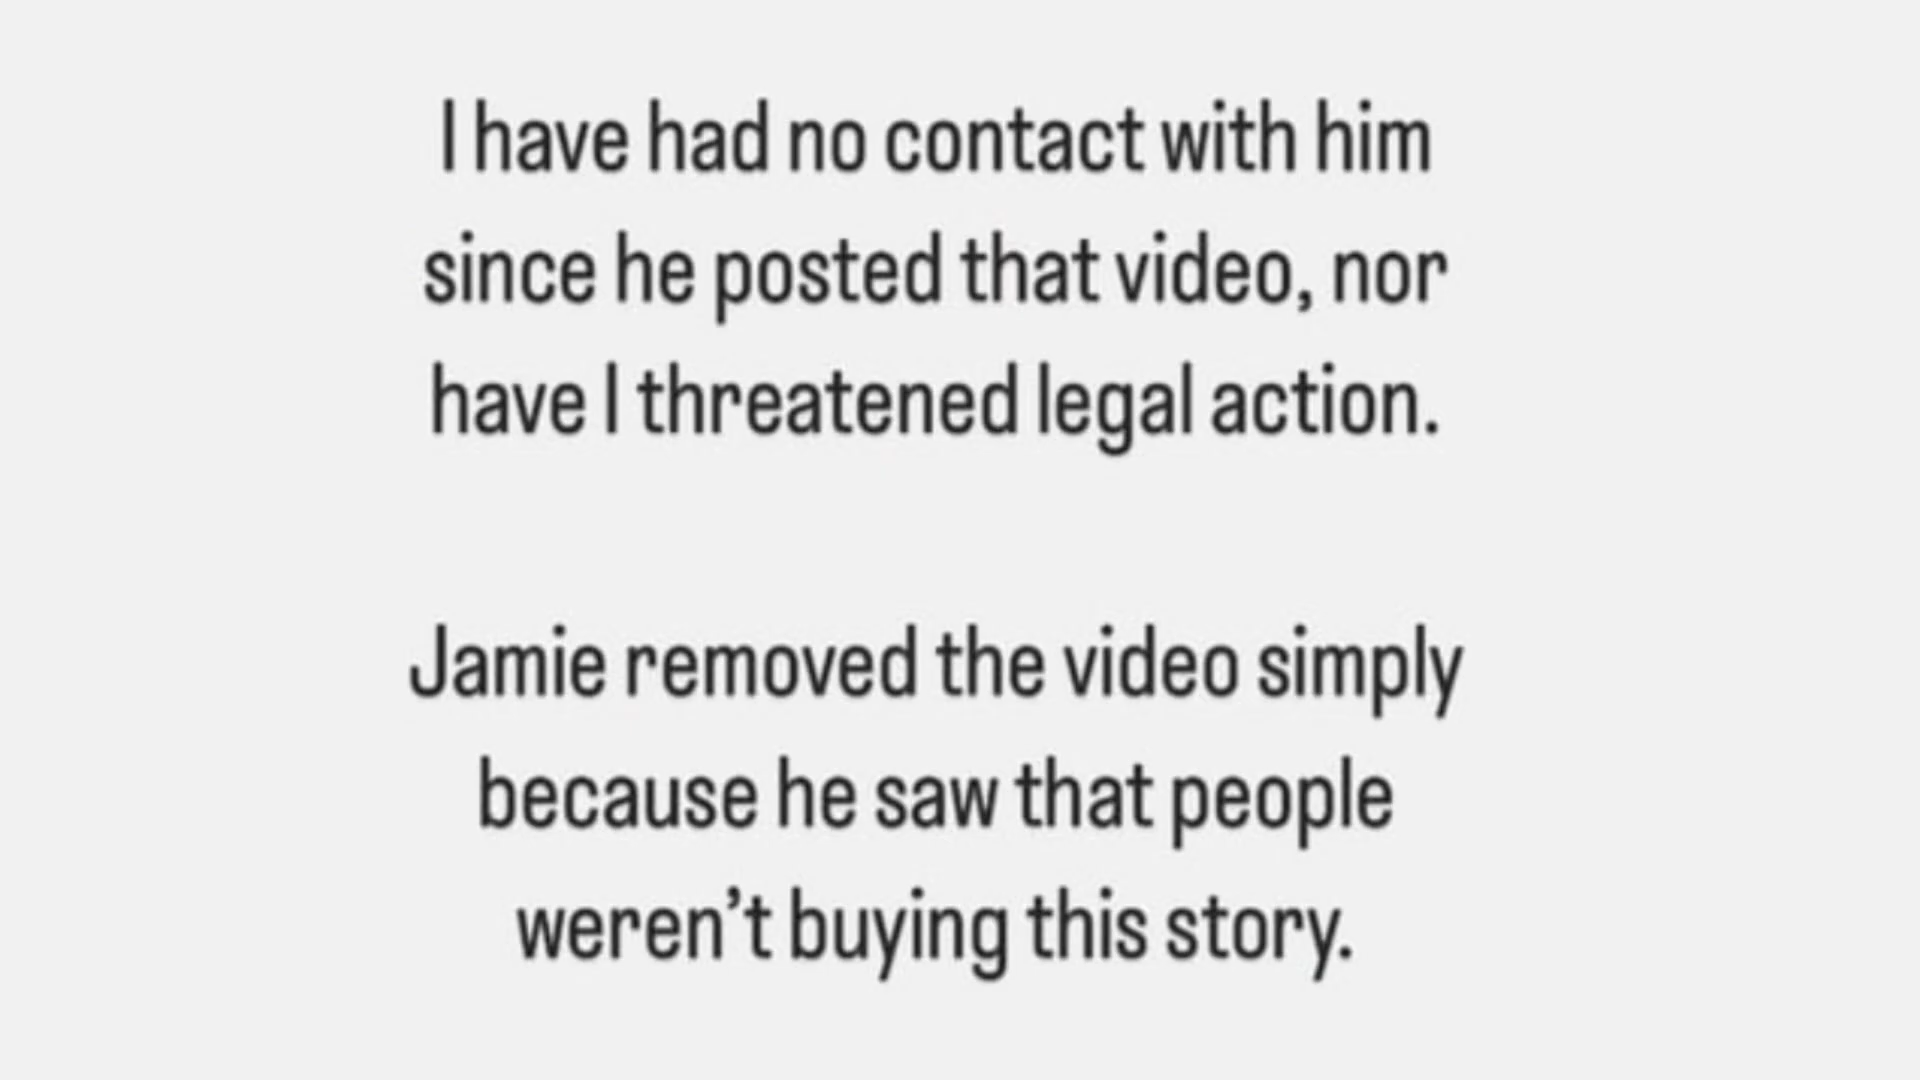 I have had no contact with him
since he posted that video, nor
have I threatened legal action.
Jamie removed the video simply
because he saw that people
weren’t buying this story.